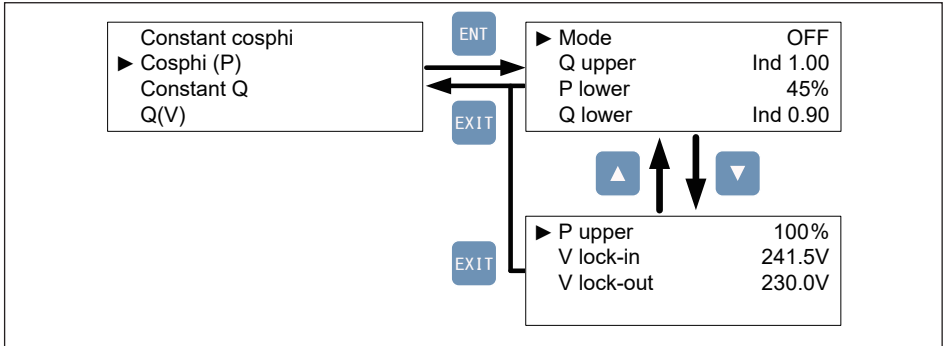 Constant cosphi
► Cosphi (P)
Constant Q
Q(V)
ENT
EXIT
► Mode OFF
Q upper Ind 1.00
P lower 45%
Q lower Ind 0.90
▲ ▼
EXIT
► P upper 100%
V lock-in 241.5V
V lock-out 230.0V